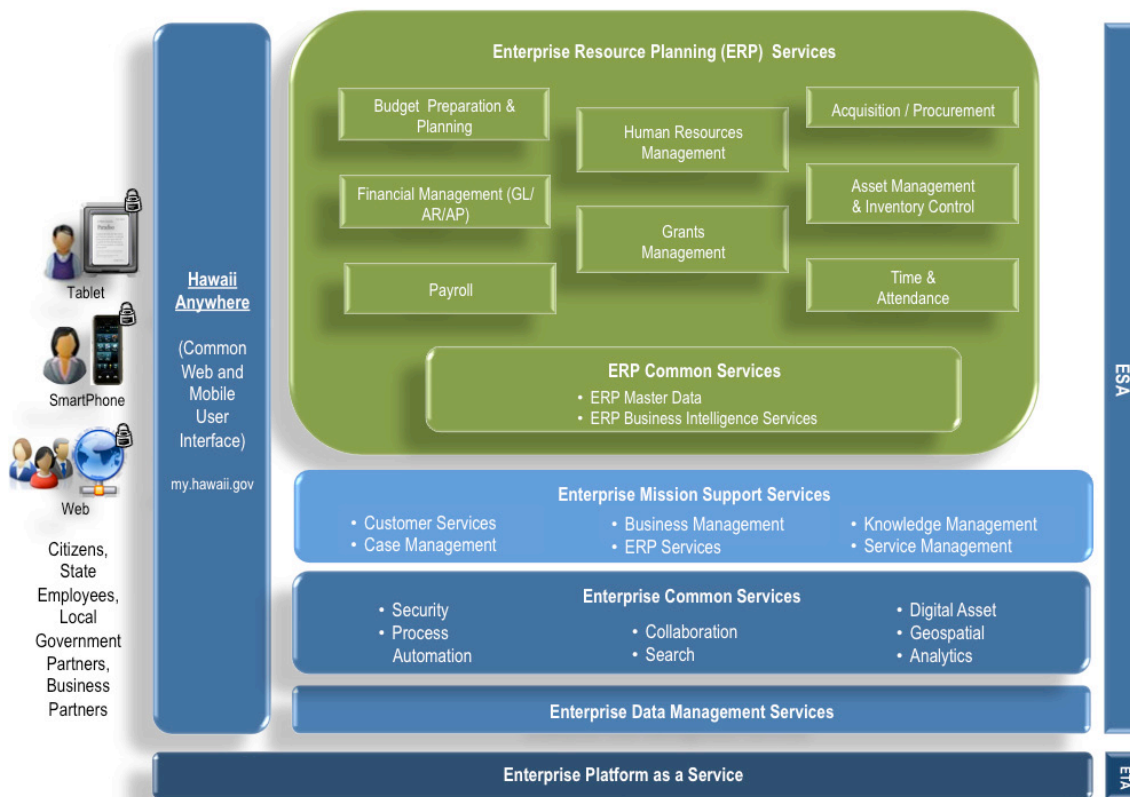 Tablet
SmartPhone
Web
Citizens,
State
Employees,
Local
Government
Partners,
Business
Partners
Hawaii
Anywhere
(Common
Web and
Mobile
User
Interface)
my.hawaii.gov
Enterprise Resource Planning (ERP) Services
Budget Preparation &
Planning
Financial Management (GL/
AR/AP)
Payroll
Human Resources
Management
Grants
Management
Acquisition / Procurement
Asset Management
& Inventory Control
Time &
Attendance
ERP Common Services
• ERP Master Data
• ERP Business Intelligence Services
Enterprise Mission Support Services
• Customer Services
• Case Management
• Business Management
• ERP Services
• Knowledge Management
• Service Management
Enterprise Common Services
• Security
• Process
Automation
• Collaboration
• Search
• Digital Asset
• Geospatial
• Analytics
Enterprise Data Management Services
Enterprise Platform as a Service
ESA
ETA